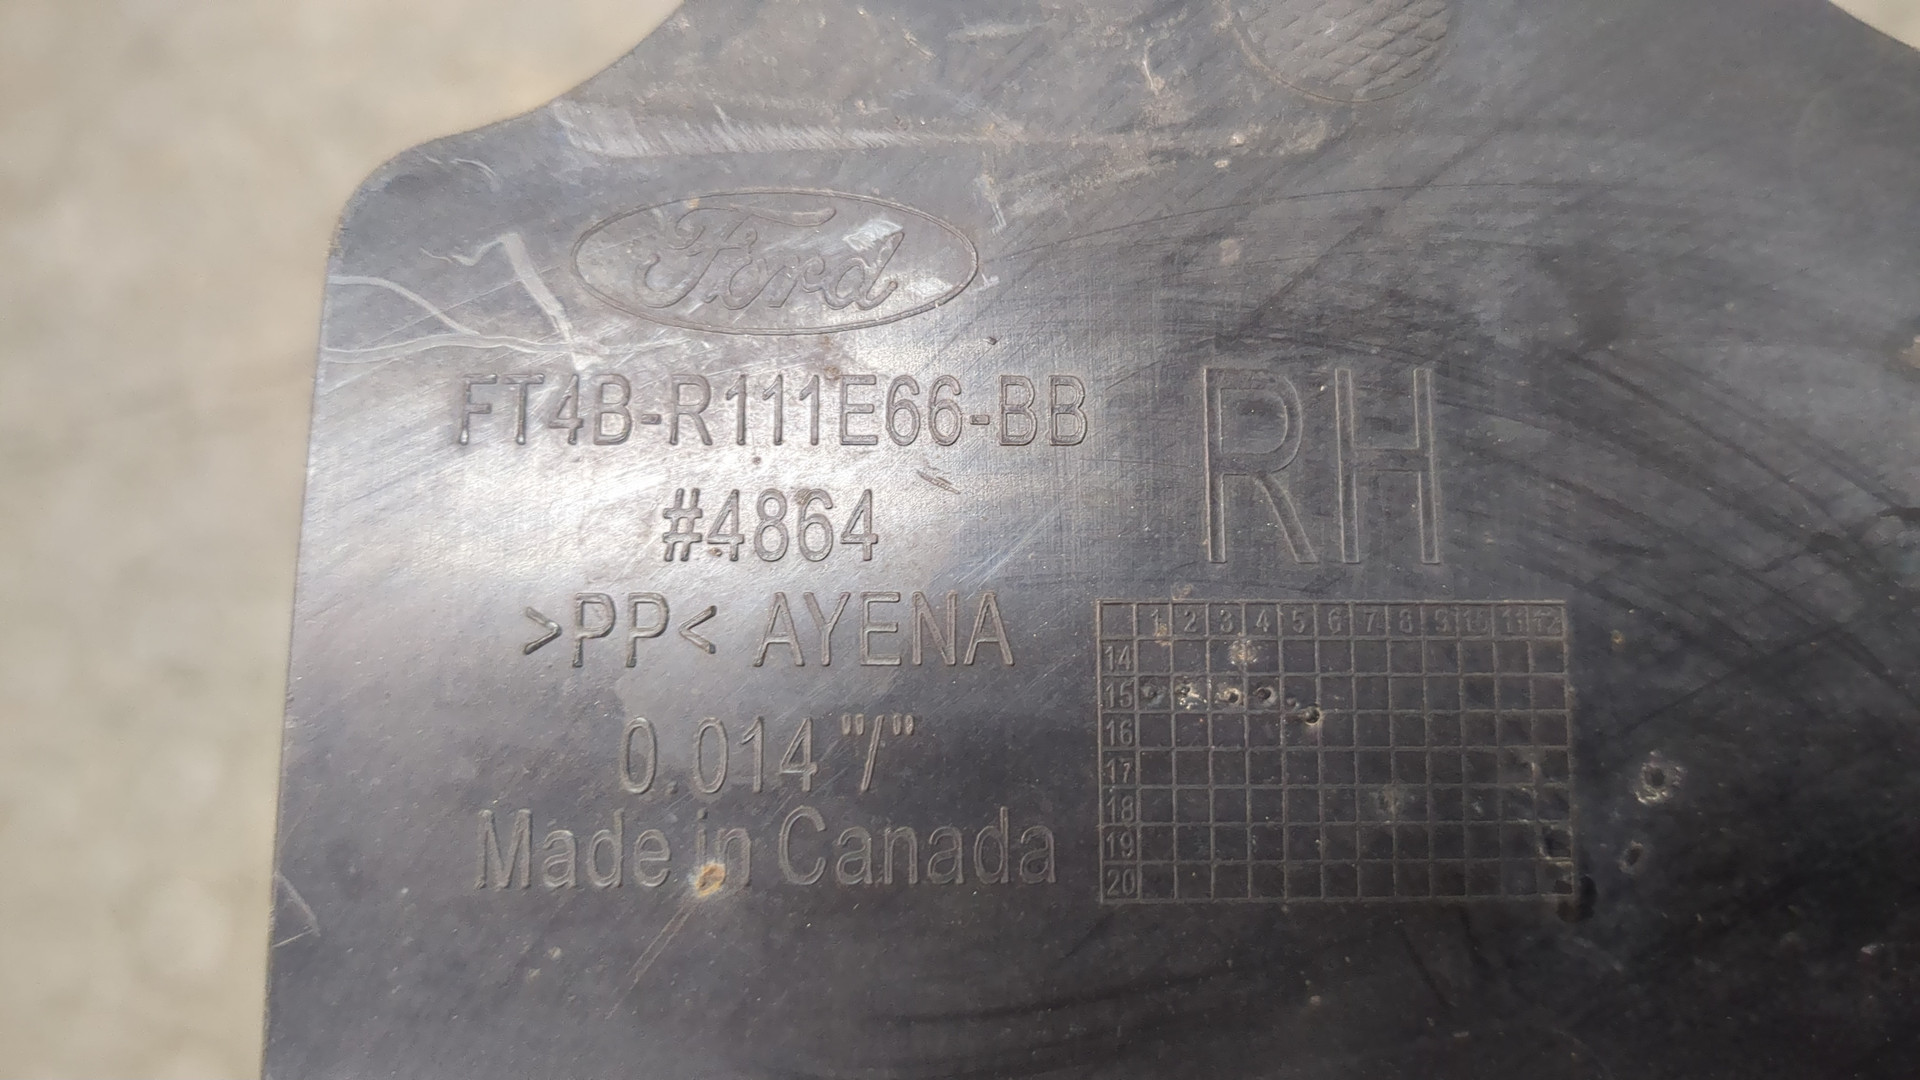 Ford
FT4B-R111E66-BB
RH
#4864
>PP< AYENA
0.014"/"
Made in Canada
1 2 3 4 5 6 7 8 9 10 11 12
14
15
16
17
18
19
20